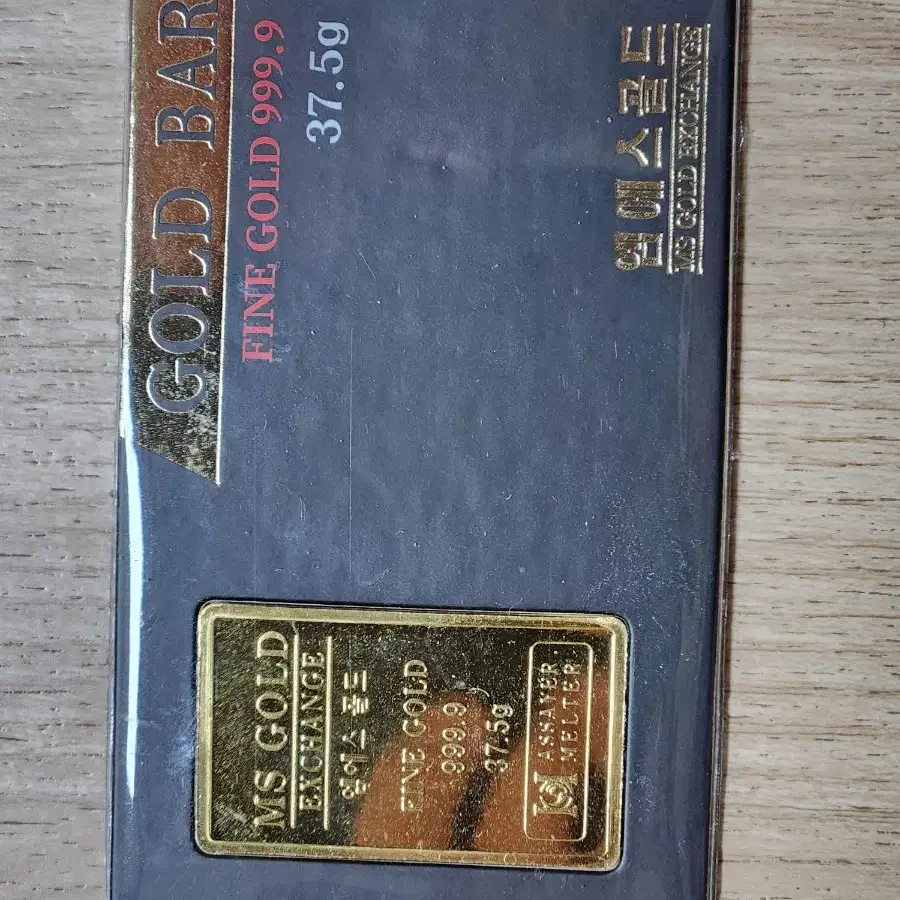 GOLD BAR
FINE GOLD 999.9
37.5g
엠에스골드
MS GOLD EXCHANGE
MS GOLD
EXCHANGE
엠에스 골드
FINE GOLD
999.9
37.5g
ASSAYER
MELTER